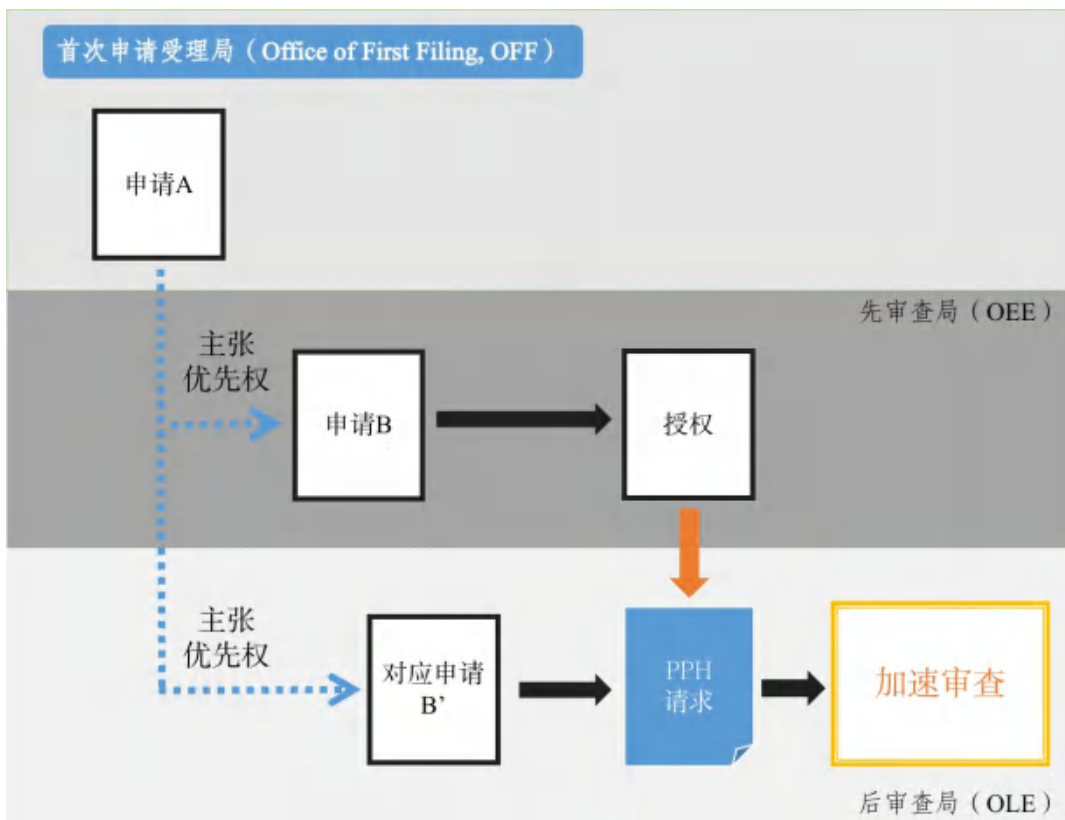 首次申请受理局（Office of First Filing, OFF）
申请A
先审查局（OEE）
主张
优先权
申请B
授权
主张
优先权
对应申请
B’
PPH
请求
加速审查
后审查局（OLE）